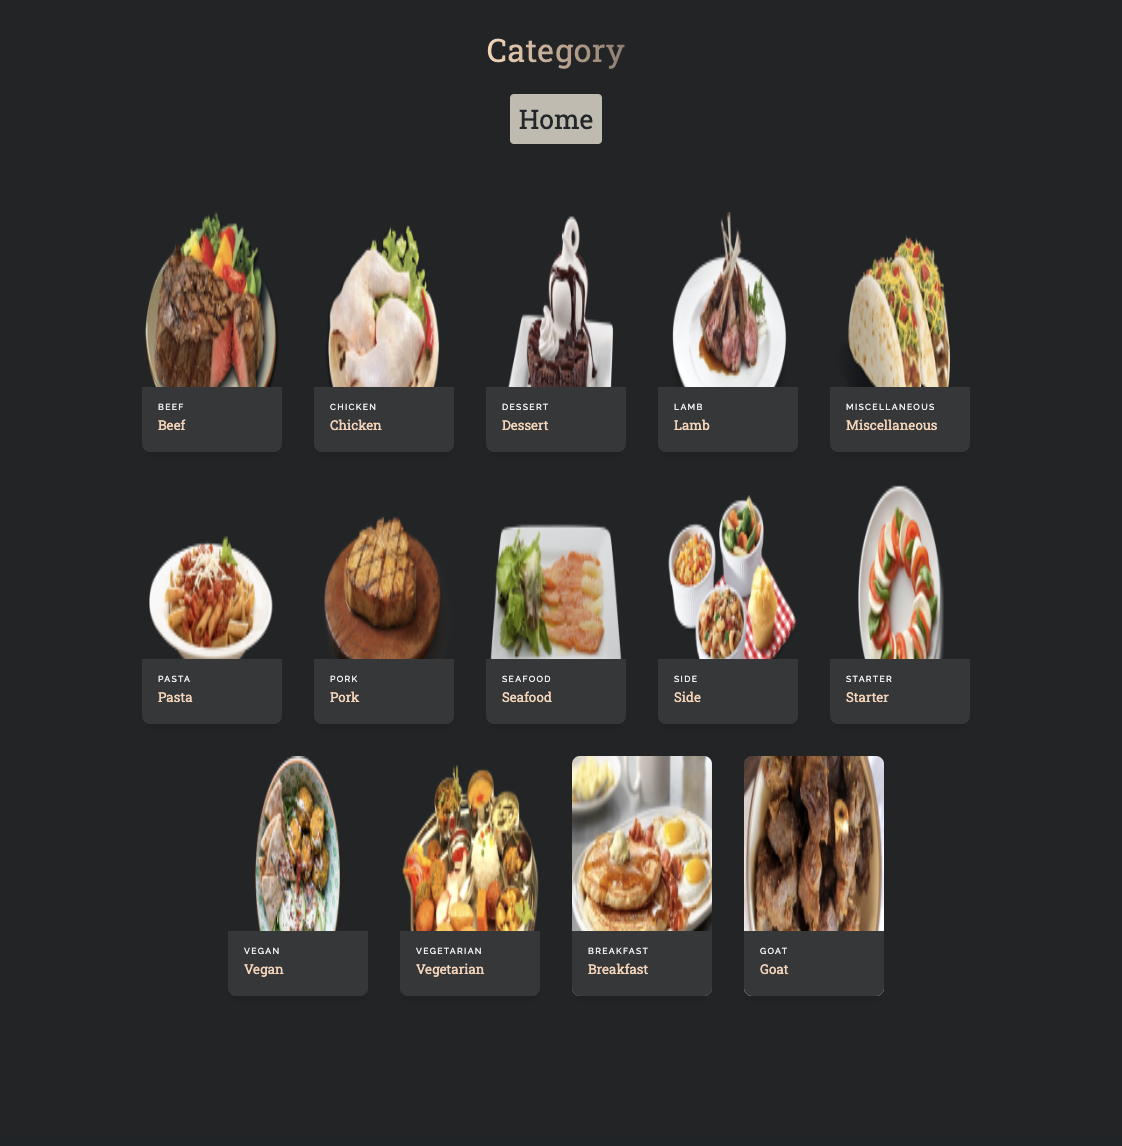 Category
Home
BEEF
Beef
CHICKEN
Chicken
DESSERT
Dessert
LAMB
Lamb
MISCELLANEOUS
Miscellaneous
PASTA
Pasta
PORK
Pork
SEAFOOD
Seafood
SIDE
Side
STARTER
Starter
VEGAN
Vegan
VEGETARIAN
Vegetarian
BREAKFAST
Breakfast
GOAT
Goat